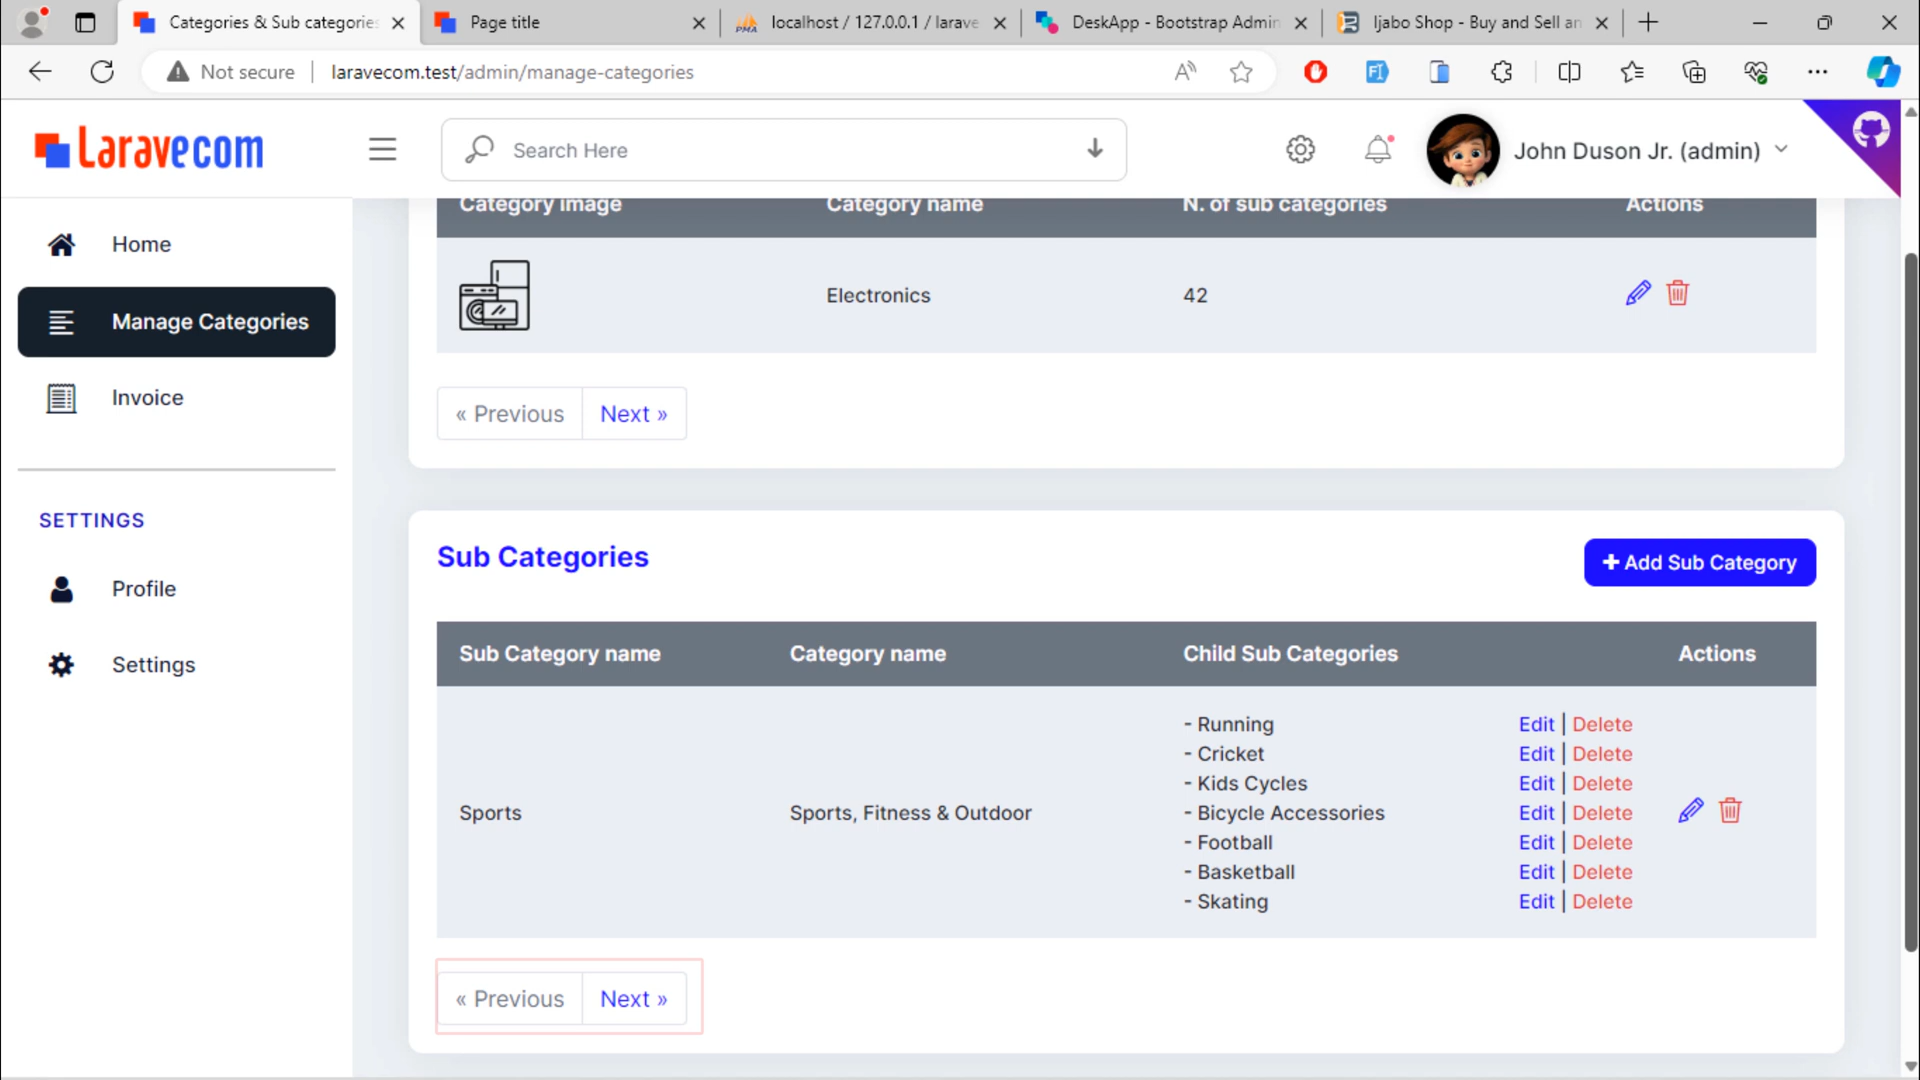 Categories & Sub categories
Page title
localhost / 127.0.0.1 / larave
DeskApp - Bootstrap Admin
Ijabo Shop - Buy and Sell an
Not secure
laravecom.test/admin/manage-categories
Laravecom
Search Here
John Duson Jr. (admin)
Home
Manage Categories
Invoice
SETTINGS
Profile
Settings
Category image Category name N. of sub categories Actions
Electronics 42
« Previous Next »
Sub Categories
+ Add Sub Category
Sub Category name Category name Child Sub Categories Actions
Sports Sports, Fitness & Outdoor
- Running Edit | Delete
- Cricket Edit | Delete
- Kids Cycles Edit | Delete
- Bicycle Accessories Edit | Delete
- Football Edit | Delete
- Basketball Edit | Delete
- Skating Edit | Delete
« Previous Next »